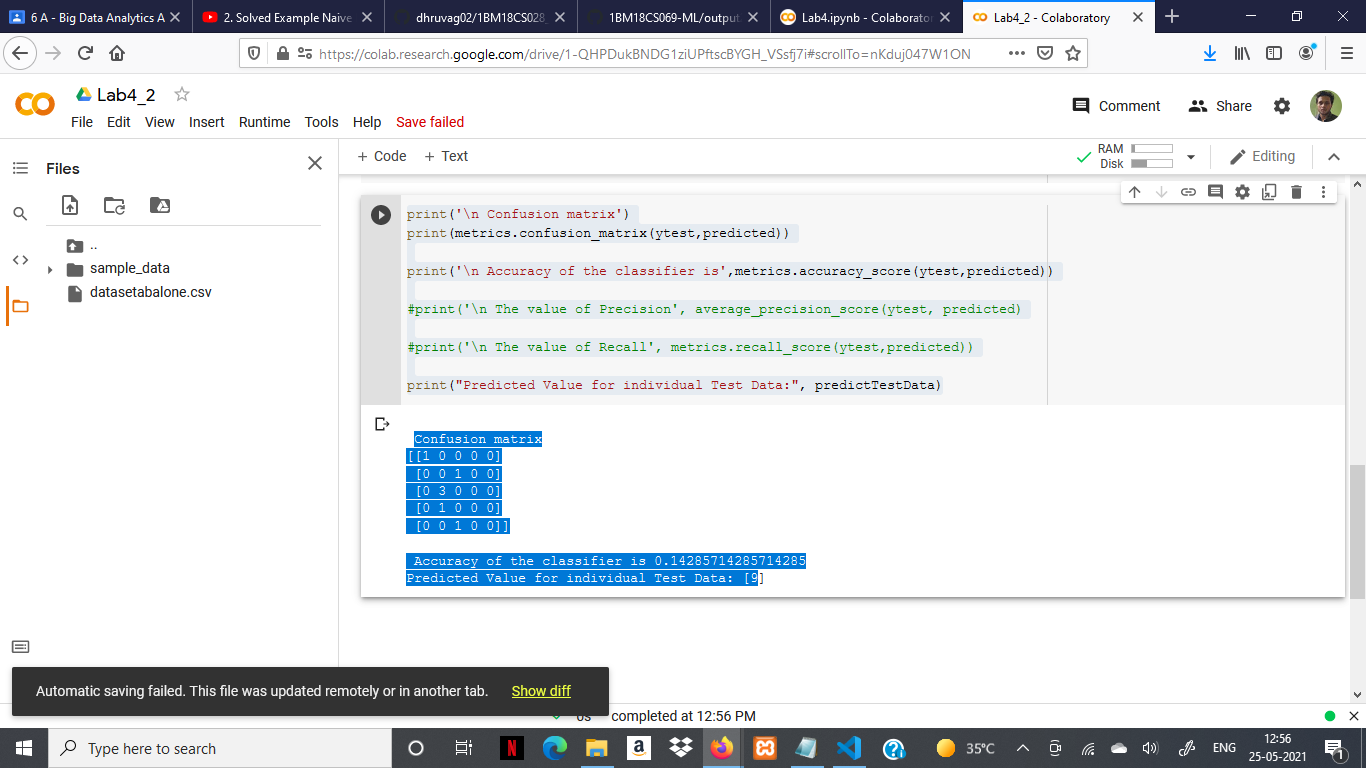 6 A - Big Data Analytics A
2. Solved Example Naive
dhruvag02/1BM18CS028_
1BM18CS069-ML/output.
Lab4.ipynb - Colaborator
Lab4_2 - Colaboratory
https://colab.research.google.com/drive/1-QHPDukBNDG1ziUPftscBYGH_VSsfj7i#scrollTo=nKduj047W1ON
Lab4_2
Comment
Share
File Edit View Insert Runtime Tools Help Save failed
Files
+ Code + Text
RAM
Disk
Editing
..
sample_data
datasetabalone.csv
print('\n Confusion matrix')
print(metrics.confusion_matrix(ytest,predicted))
print('\n Accuracy of the classifier is',metrics.accuracy_score(ytest,predicted))
#print('\n The value of Precision', average_precision_score(ytest, predicted)
#print('\n The value of Recall', metrics.recall_score(ytest,predicted))
print("Predicted Value for individual Test Data:", predictTestData)
Confusion matrix
[[1 0 0 0 0]
[0 0 1 0 0]
[0 3 0 0 0]
[0 1 0 0 0]
[0 0 1 0 0]]
Accuracy of the classifier is 0.14285714285714285
Predicted Value for individual Test Data: [9]
Automatic saving failed. This file was updated remotely or in another tab. Show diff
0s completed at 12:56 PM
Type here to search
35°C
ENG
12:56
25-05-2021
1